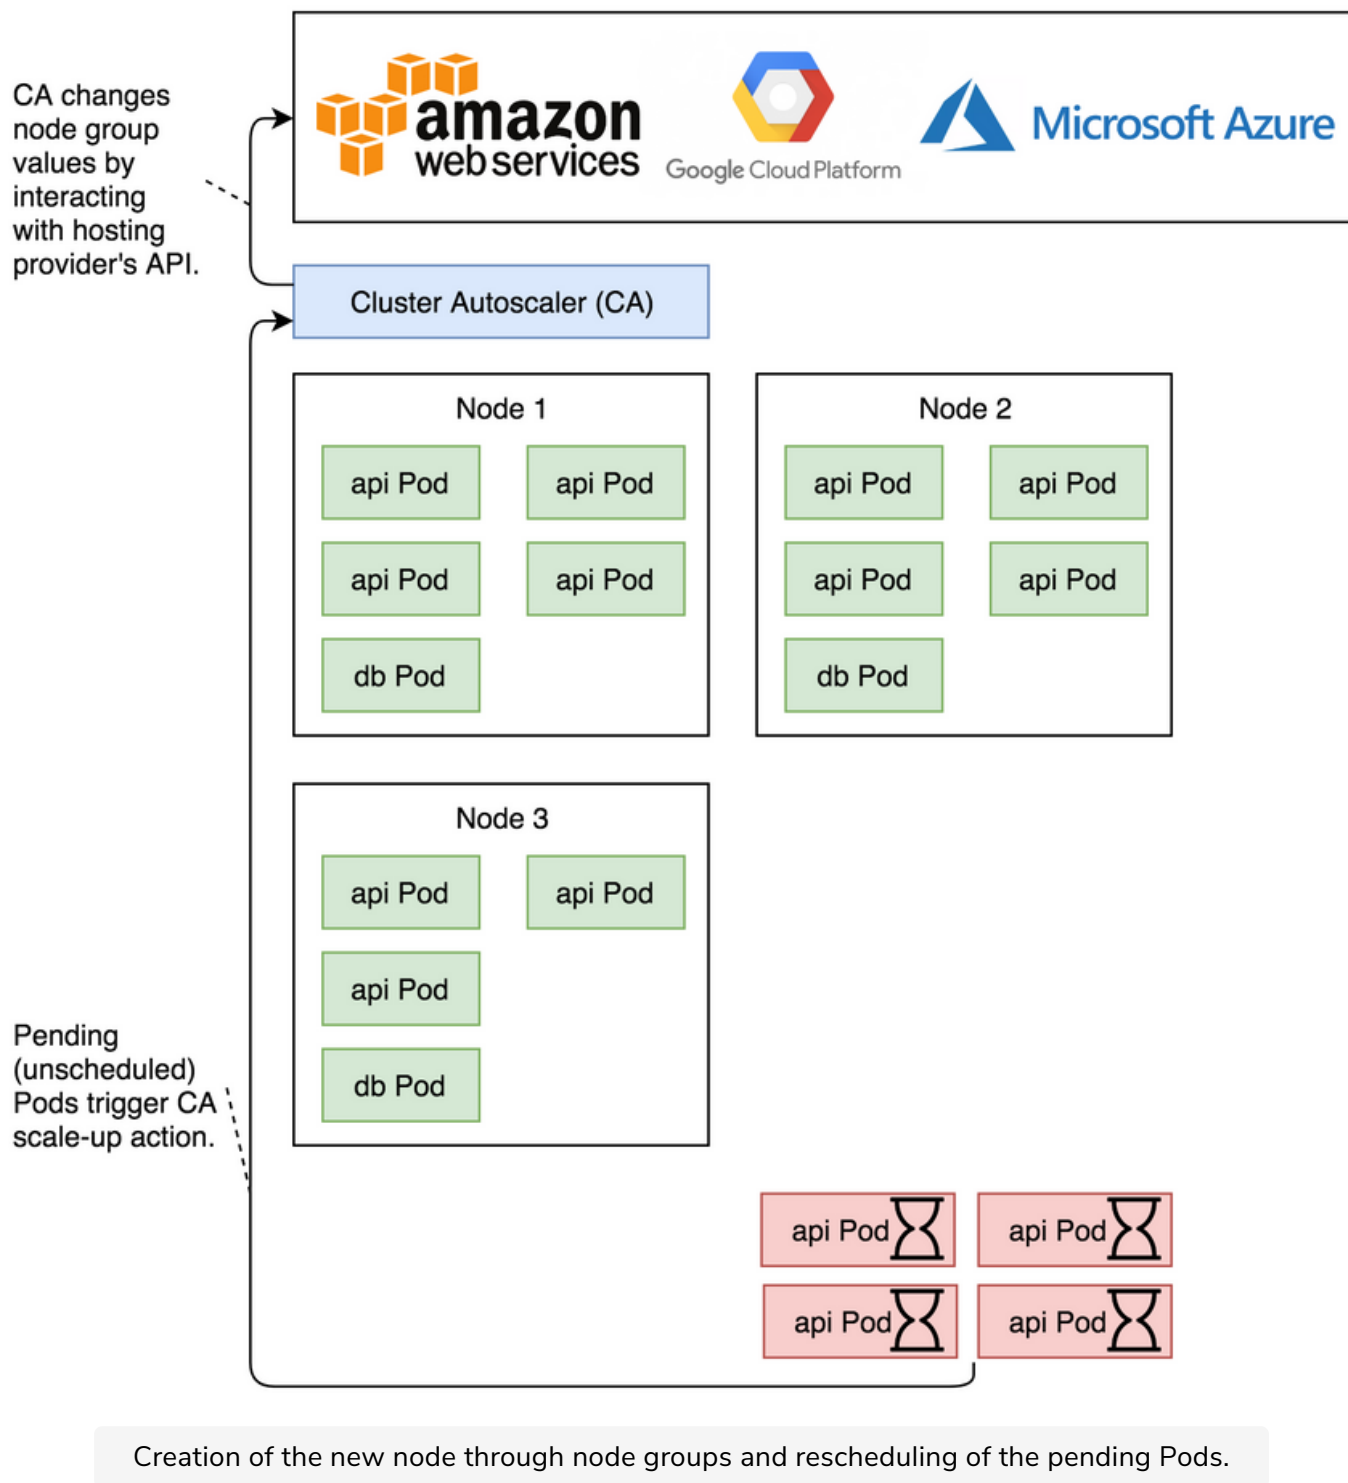 CA changes
node group
values by
interacting
with hosting
provider's API.
amazon
web services
Google Cloud Platform
Microsoft Azure
Cluster Autoscaler (CA)
Node 1
api Pod api Pod
api Pod api Pod
db Pod
Node 2
api Pod api Pod
api Pod api Pod
db Pod
Node 3
api Pod api Pod
api Pod
db Pod
Pending
(unscheduled)
Pods trigger CA
scale-up action.
api Pod api Pod
api Pod api Pod
Creation of the new node through node groups and rescheduling of the pending Pods.